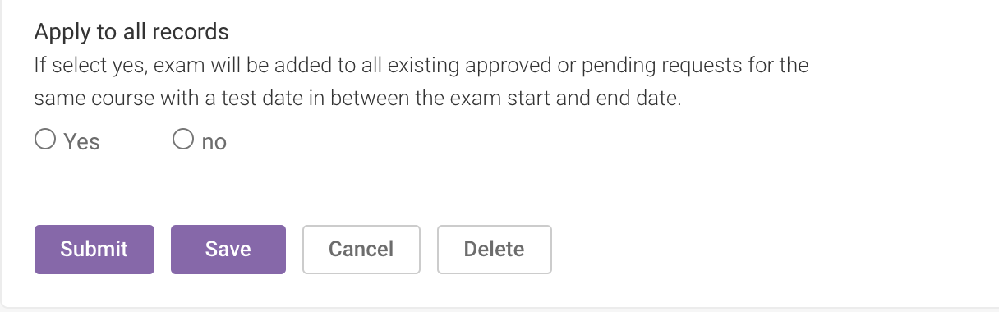 Apply to all records
If select yes, exam will be added to all existing approved or pending requests for the
same course with a test date in between the exam start and end date.
Yes no
Submit Save Cancel Delete